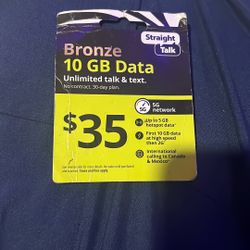 Straight
Talk
Bronze
10 GB Data
Unlimited talk & text.
No contract. 30-day plan.
5G
5G
network
$35
Up to 5 GB
hotspot data
First 10 GB data
at high speed
then 2G
International
calling to Canada
& Mexico